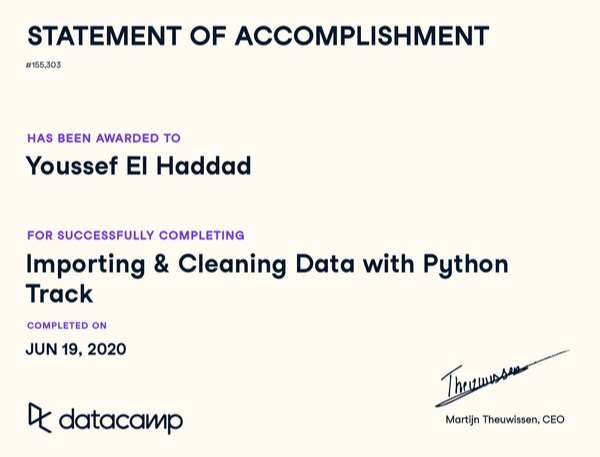 STATEMENT OF ACCOMPLISHMENT
#155,303
HAS BEEN AWARDED TO
Youssef El Haddad
FOR SUCCESSFULLY COMPLETING
Importing & Cleaning Data with Python
Track
COMPLETED ON
JUN 19, 2020
Theuwissen
datacamp
Martijn Theuwissen, CEO